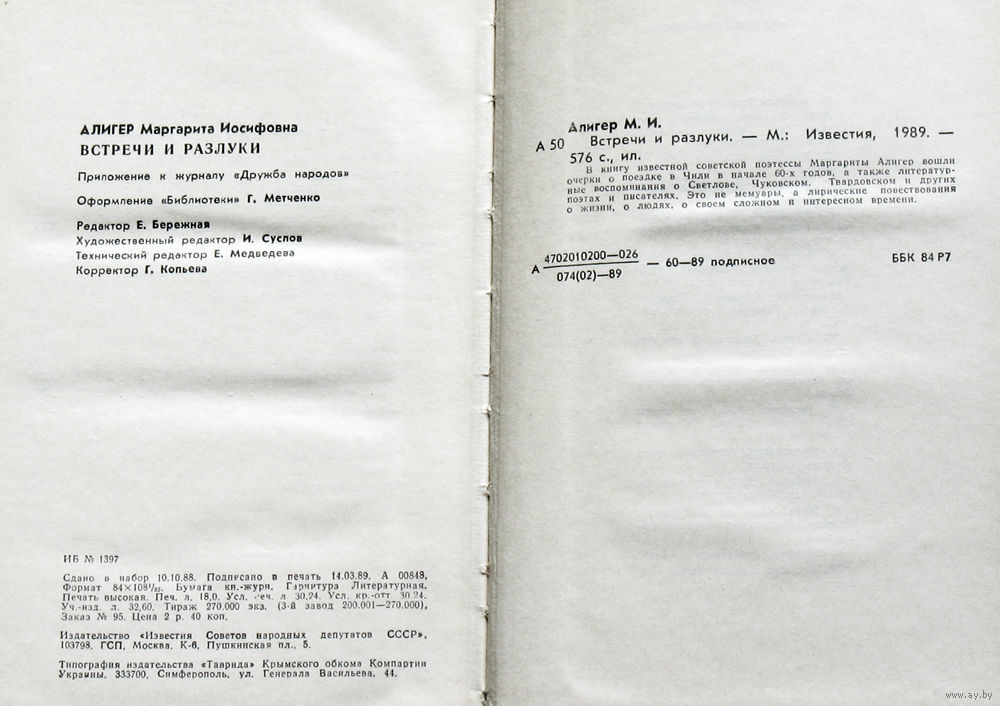 АЛИГЕР Маргарита Иосифовна
ВСТРЕЧИ И РАЗЛУКИ
Приложение к журналу «Дружба народов»
Оформление «Библиотеки» Г. Метченко
Редактор Е. Бережная
Художественный редактор И. Суслов
Технический редактор Е. Медведева
Корректор Г. Копьева
ИБ № 1397
Сдано в набор 10.10.88. Подписано в печать 14.03.89. А 00848.
Формат 84×108¹/₃₂. Бумага кн.-журн. Гарнитура Литературная.
Печать высокая. Печ. л. 18,0. Усл. печ. л 30,24. Усл. кр.-отт 30.24.
Уч.-изд. л. 32,60. Тираж 270.000 экз. (3-й завод 200.001—270.000),
Заказ № 95. Цена 2 р. 40 коп.
Издательство «Известия Советов народных депутатов СССР»,
103798, ГСП, Москва, К-6, Пушкинская пл., 5.
Типография издательства «Таврида» Крымского обкома Компартии
Украины. 333700, Симферополь, ул. Генерала Васильева, 44.
Алигер М. И.
А 50 Встречи и разлуки. — М.: Известия, 1989. —
576 с., ил.
В книгу известной советской поэтессы Маргариты Алигер вошли
очерки о поездке в Чили в начале 60-х годов, а также литератур-
ные воспоминания о Светлове, Чуковском. Твардовском и других
поэтах и писателях. Это не мемуары, а лирические повествования
о жизни, о людях, о своем сложном и интересном времени.
А 4702010200—026
074(02)—89
— 60—89 подписное
ББК 84 Р7
www.ay.by